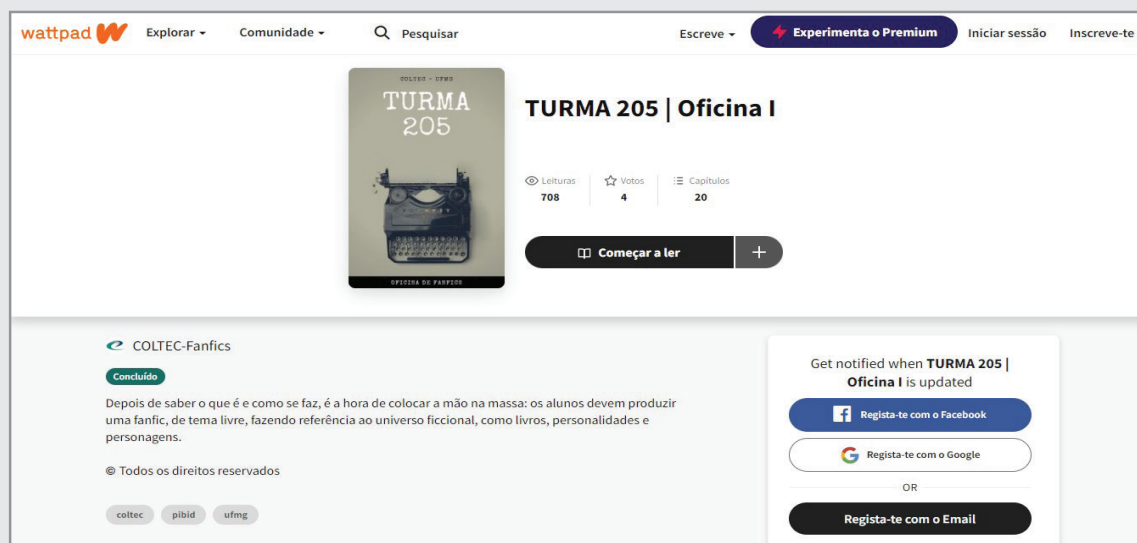 wattpad Explorar Comunidade Pesquisar Escreve Experimenta o Premium Iniciar sessão Inscreve-te
COLTEC - UFMG
TURMA
205
OFICINA DE FANFICS
TURMA 205 | Oficina I
Leituras Votos Capítulos
708 4 20
Começar a ler +
COLTEC-Fanfics
Concluído
Depois de saber o que é e como se faz, é a hora de colocar a mão na massa: os alunos devem produzir
uma fanfic, de tema livre, fazendo referência ao universo ficcional, como livros, personalidades e
personagens.
© Todos os direitos reservados
coltec pibid ufmg
Get notified when TURMA 205 |
Oficina I is updated
Regista-te com o Facebook
Regista-te com o Google
OR
Regista-te com o Email